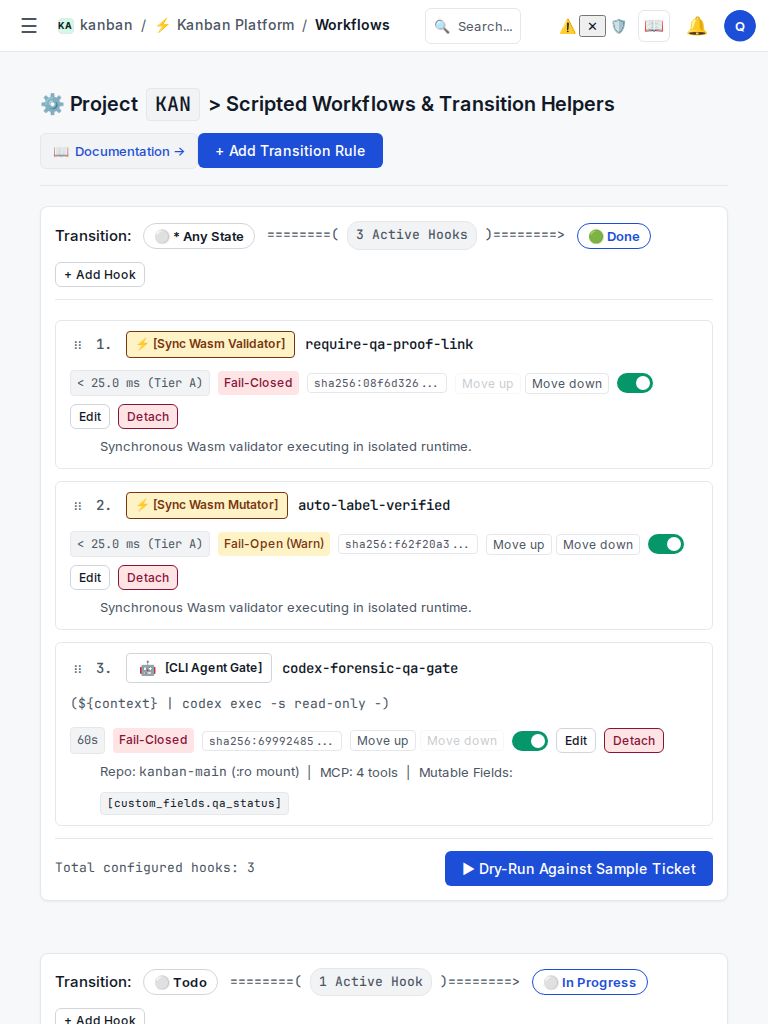 ☰ KA kanban / ⚡ Kanban Platform / Workflows 🔍 Search... ⚠️ ✕ 🛡️ 📖 🔔 Q
⚙️ Project KAN > Scripted Workflows & Transition Helpers
📖 Documentation → + Add Transition Rule
Transition: ⚪ * Any State ========( 3 Active Hooks )========> 🟢 Done
+ Add Hook
⠿ 1. ⚡ [Sync Wasm Validator] require-qa-proof-link
< 25.0 ms (Tier A) Fail-Closed sha256:08f6d326... Move up Move down
Edit Detach
Synchronous Wasm validator executing in isolated runtime.
⠿ 2. ⚡ [Sync Wasm Mutator] auto-label-verified
< 25.0 ms (Tier A) Fail-Open (Warn) sha256:f62f20a3... Move up Move down
Edit Detach
Synchronous Wasm validator executing in isolated runtime.
⠿ 3. 🤖 [CLI Agent Gate] codex-forensic-qa-gate
(${context} | codex exec -s read-only -)
60s Fail-Closed sha256:69992485... Move up Move down Edit Detach
Repo: kanban-main (:ro mount) | MCP: 4 tools | Mutable Fields:
[custom_fields.qa_status]
Total configured hooks: 3 ▶ Dry-Run Against Sample Ticket
Transition: ⚪ Todo ========( 1 Active Hook )========> ⚪ In Progress
+ Add Hook